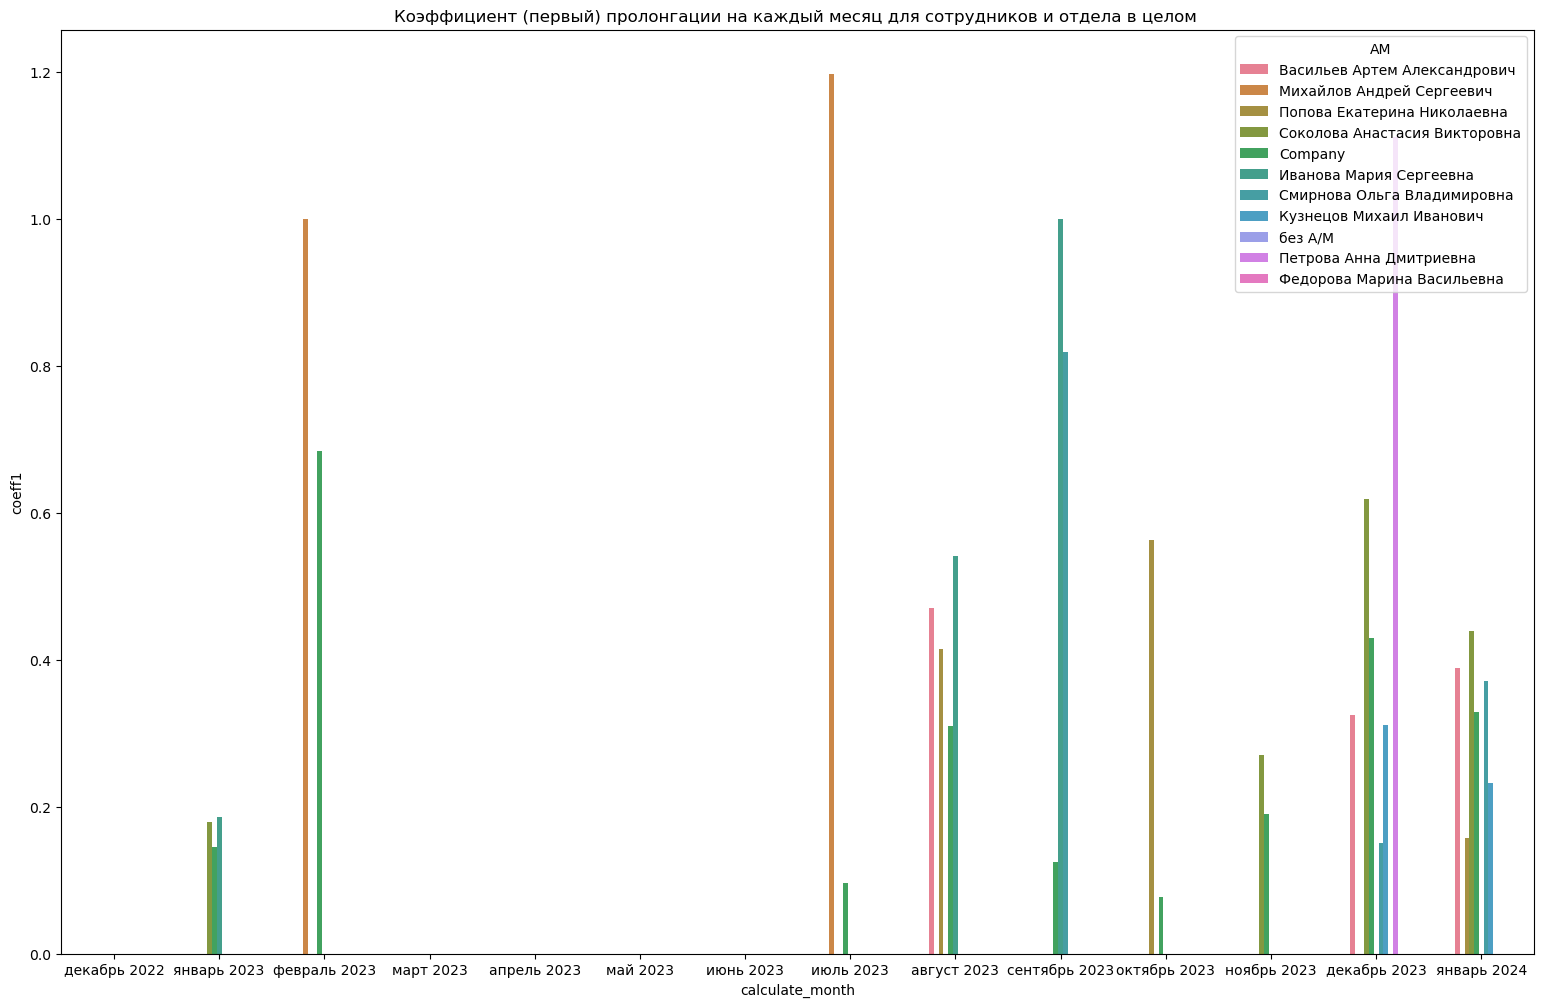 Коэффициент (первый) пролонгации на каждый месяц для сотрудников и отдела в целом
AM
Васильев Артем Александрович
Михайлов Андрей Сергеевич
Попова Екатерина Николаевна
Соколова Анастасия Викторовна
Company
Иванова Мария Сергеевна
Смирнова Ольга Владимировна
Кузнецов Михаил Иванович
без А/М
Петрова Анна Дмитриевна
Федорова Марина Васильевна
coeff1
1.2
1.0
0.8
0.6
0.4
0.2
0.0
декабрь 2022 январь 2023 февраль 2023 март 2023 апрель 2023 май 2023 июнь 2023 июль 2023 август 2023 сентябрь 2023 октябрь 2023 ноябрь 2023 декабрь 2023 январь 2024
calculate_month